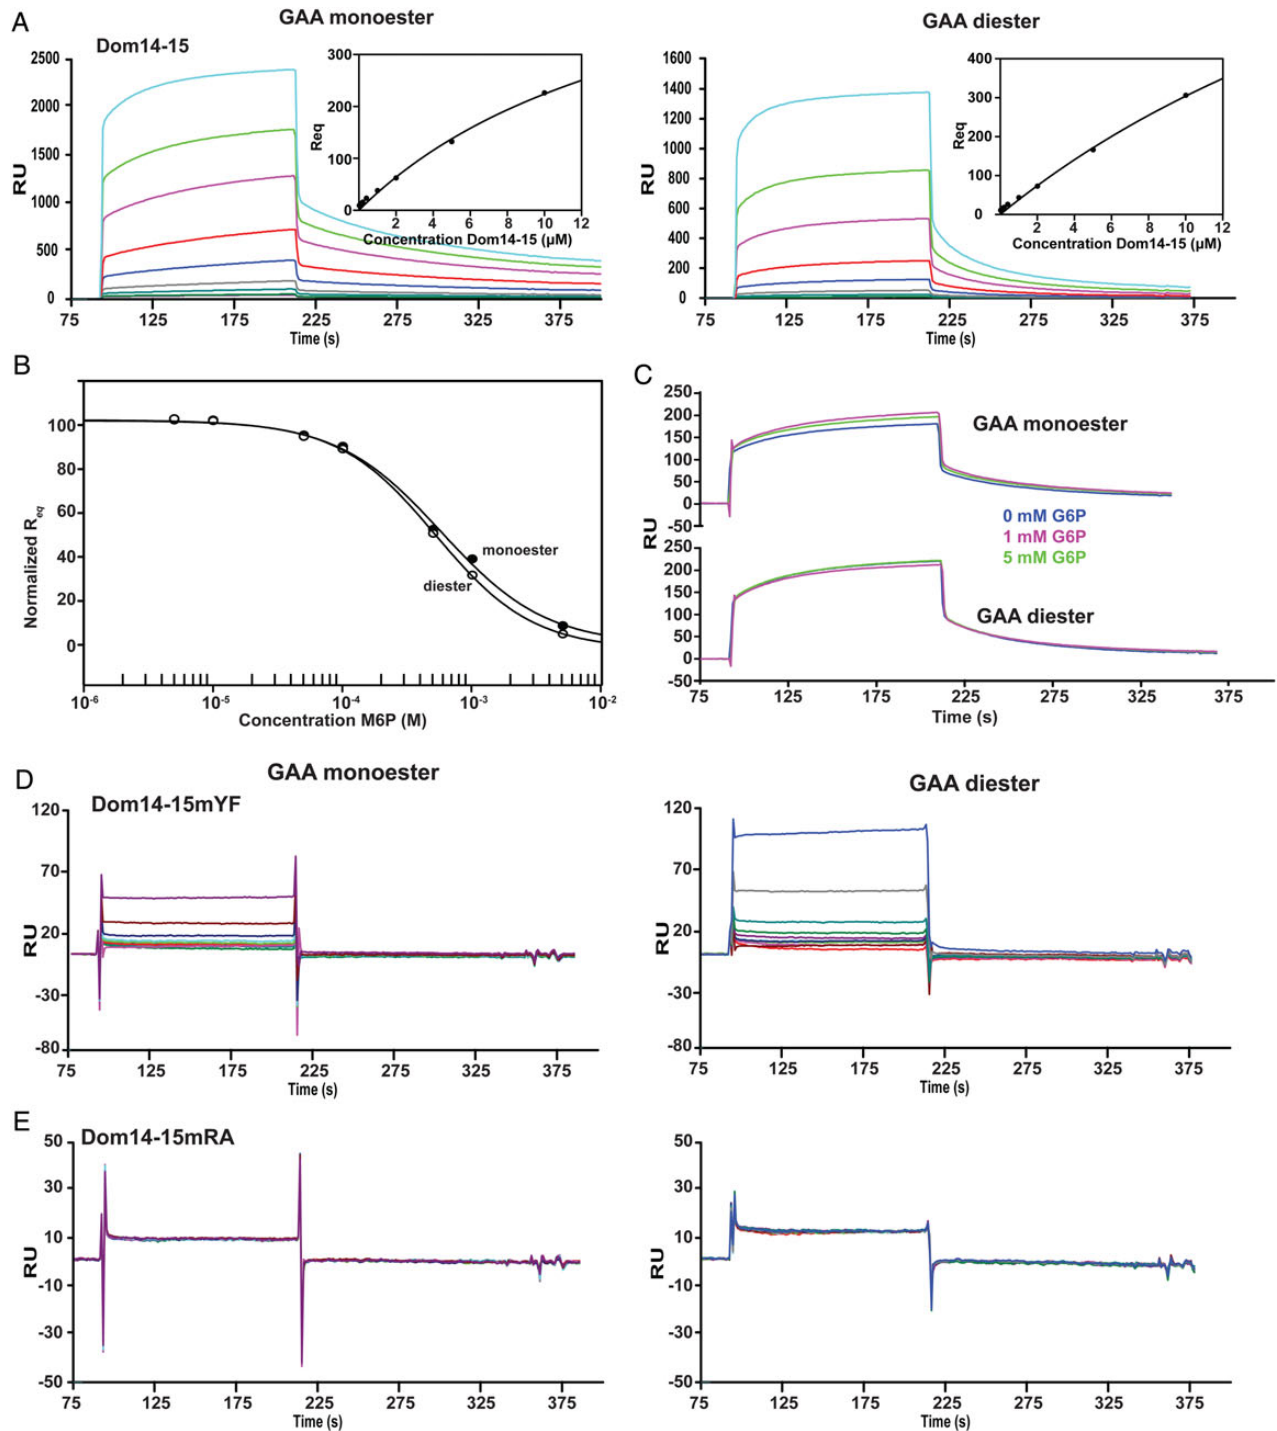 A
GAA monoester
GAA diester
Dom14-15
2500
2000
1500
1000
500
0
RU
75 125 175 225 275 325 375
Time (s)
300
200
100
0
Req
2 4 6 8 10 12
Concentration Dom14-15 (µM)
1600
1400
1200
1000
800
600
400
200
0
RU
75 125 175 225 275 325 375
Time (s)
400
300
200
100
0
Req
0 2 4 6 8 10 12
Concentration Dom14-15 (µM)
B
100
80
60
40
20
0
Normalized Req
monoester
diester
10-6 10-5 10-4 10-3 10-2
Concentration M6P (M)
C
250
200
150
100
50
0
-50
GAA monoester
0 mM G6P
1 mM G6P
5 mM G6P
RU
250
200
150
100
50
0
-50
GAA diester
75 125 175 225 275 325 375
Time (s)
D
GAA monoester
GAA diester
Dom14-15mYF
120
70
20
-30
-80
RU
75 125 175 225 275 325 375
Time (s)
120
70
20
-30
-80
RU
75 125 175 225 275 325 375
Time (s)
E
Dom14-15mRA
50
30
10
-10
-30
-50
RU
75 125 175 225 275 325 375
Time (s)
50
30
10
-10
-30
-50
RU
75 125 175 225 275 325 375
Time (s)